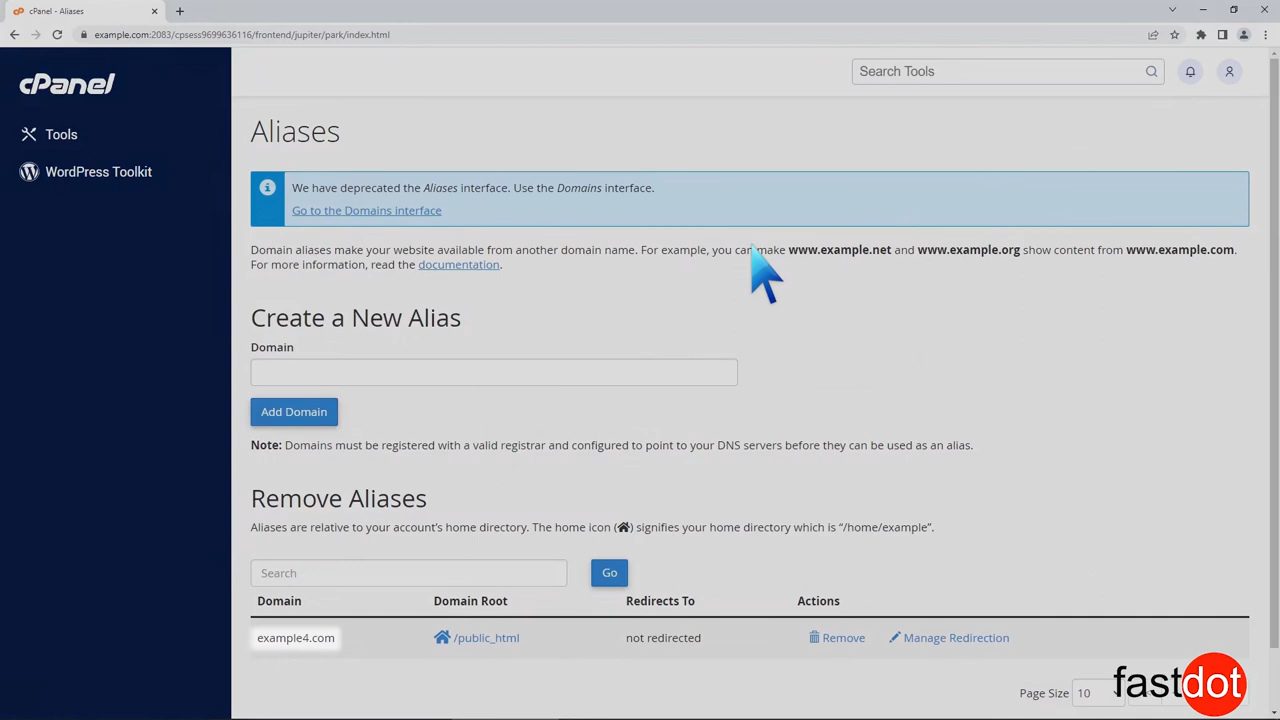 cPanel - Aliases
example.com:2083/cpsess9699636116/frontend/jupiter/park/index.html
cPanel
Search Tools
Tools
WordPress Toolkit
Aliases
We have deprecated the Aliases interface. Use the Domains interface.
Go to the Domains interface
Domain aliases make your website available from another domain name. For example, you can make www.example.net and www.example.org show content from www.example.com.
For more information, read the documentation.
Create a New Alias
Domain
Add Domain
Note: Domains must be registered with a valid registrar and configured to point to your DNS servers before they can be used as an alias.
Remove Aliases
Aliases are relative to your account's home directory. The home icon () signifies your home directory which is “/home/example”.
Search Go
Domain Domain Root Redirects To Actions
example4.com /public_html not redirected Remove Manage Redirection
Page Size 10
fastdot